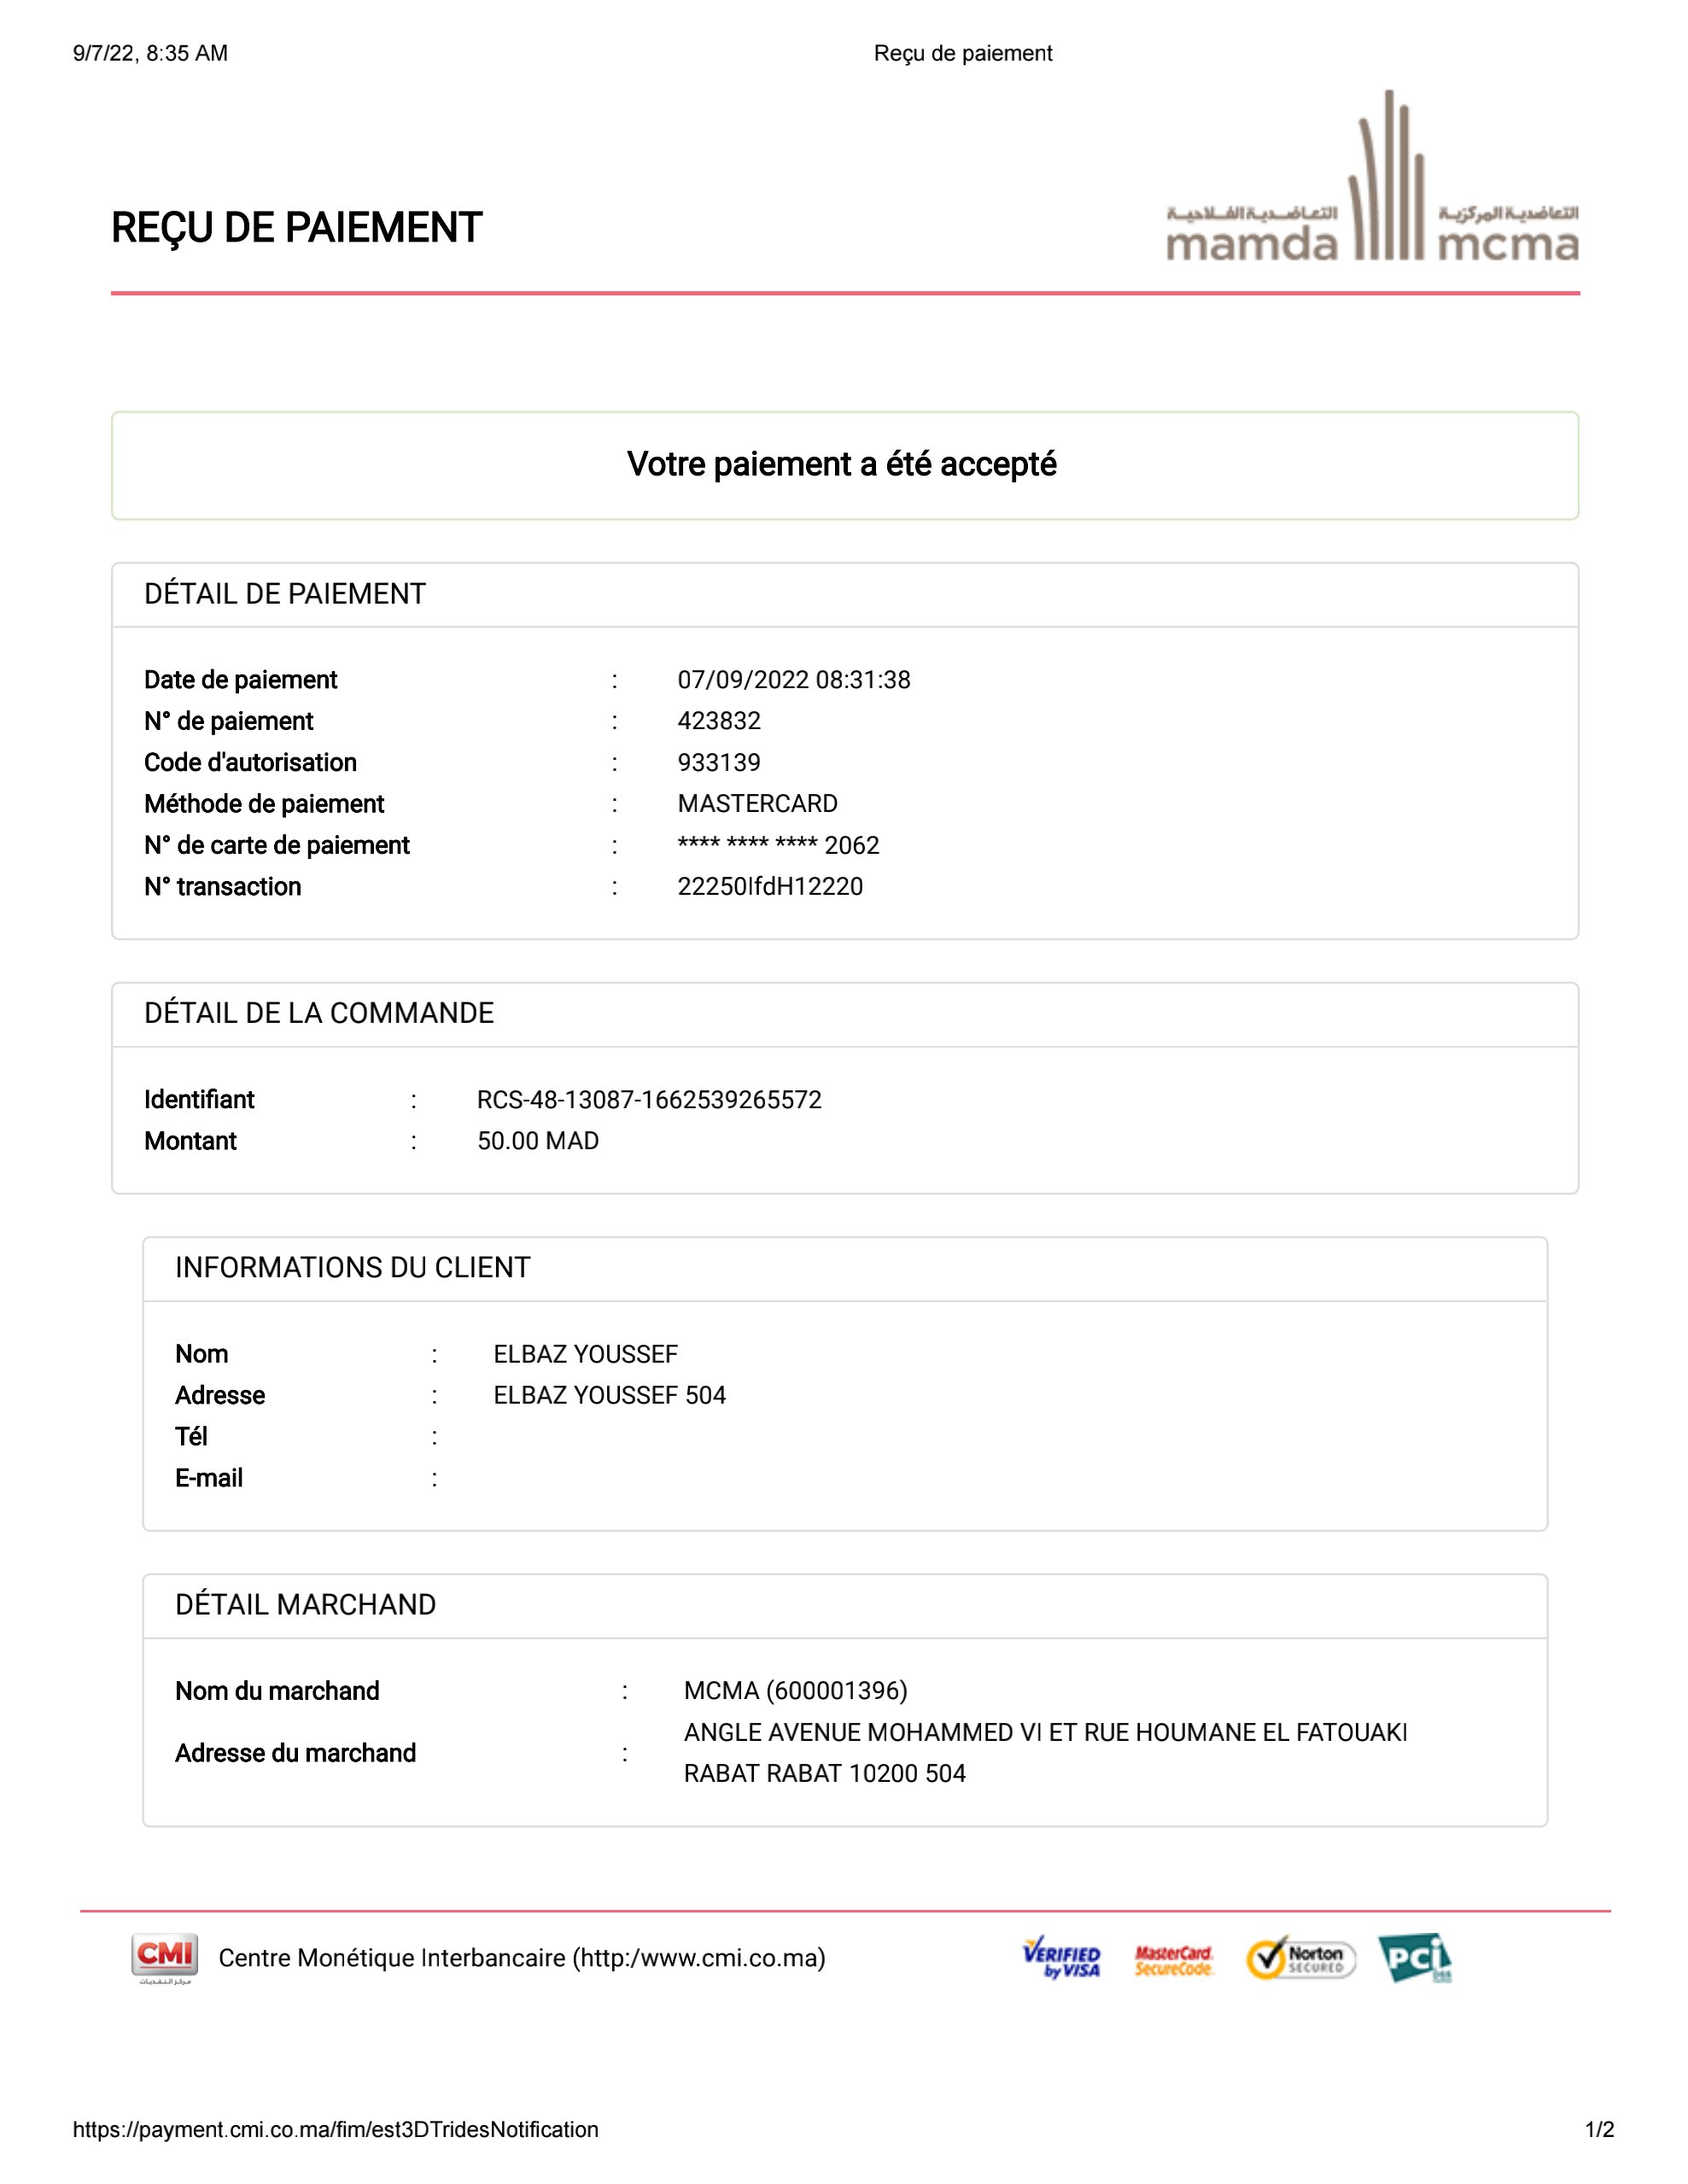 9/7/22, 8:35 AM
Reçu de paiement
REÇU DE PAIEMENT
التعاضدية الفلاحية
mamda
التعاضدية المركزية
mcma
Votre paiement a été accepté
DÉTAIL DE PAIEMENT
Date de paiement : 07/09/2022 08:31:38
N° de paiement : 423832
Code d'autorisation : 933139
Méthode de paiement : MASTERCARD
N° de carte de paiement : **** **** **** 2062
N° transaction : 22250IfdH12220
DÉTAIL DE LA COMMANDE
Identifiant : RCS-48-13087-1662539265572
Montant : 50.00 MAD
INFORMATIONS DU CLIENT
Nom : ELBAZ YOUSSEF
Adresse : ELBAZ YOUSSEF 504
Tél :
E-mail :
DÉTAIL MARCHAND
Nom du marchand : MCMA (600001396)
Adresse du marchand : ANGLE AVENUE MOHAMMED VI ET RUE HOUMANE EL FATOUAKI
RABAT RABAT 10200 504
CMI
مركز النقديات
Centre Monétique Interbancaire (http:/www.cmi.co.ma)
VERIFIED
by VISA
MasterCard.
SecureCode.
Norton
SECURED
PCi
DSS
https://payment.cmi.co.ma/fim/est3DTridesNotification
1/2